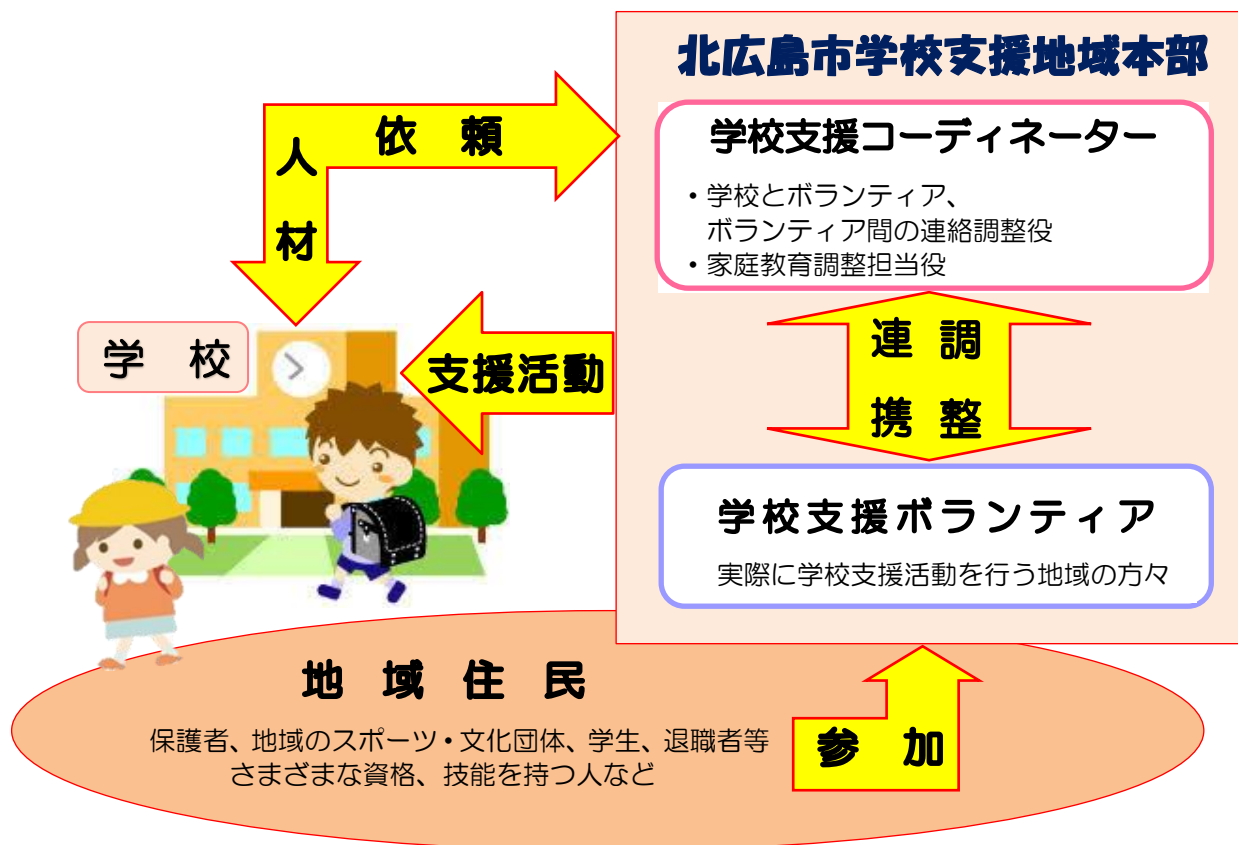 北広島市学校支援地域本部
学校支援コーディネーター
・学校とボランティア、
ボランティア間の連絡調整役
・家庭教育調整担当役
依頼
人材
学校
支援活動
連携
調整
学校支援ボランティア
実際に学校支援活動を行う地域の方々
地域住民
保護者、地域のスポーツ・文化団体、学生、退職者等
さまざまな資格、技能を持つ人など
参加